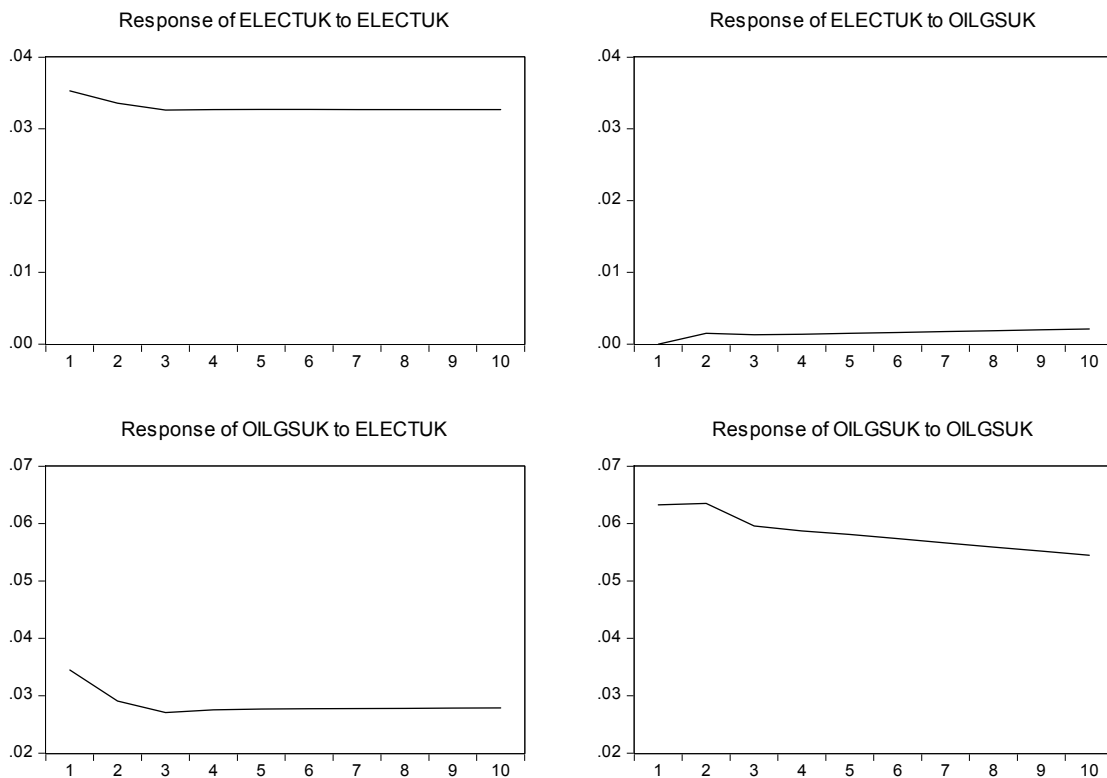 Response of ELECTUK to ELECTUK
.04
.03
.02
.01
.00
1 2 3 4 5 6 7 8 9 10
Response of ELECTUK to OILGSUK
.04
.03
.02
.01
.00
1 2 3 4 5 6 7 8 9 10
Response of OILGSUK to ELECTUK
.07
.06
.05
.04
.03
.02
1 2 3 4 5 6 7 8 9 10
Response of OILGSUK to OILGSUK
.07
.06
.05
.04
.03
.02
1 2 3 4 5 6 7 8 9 10